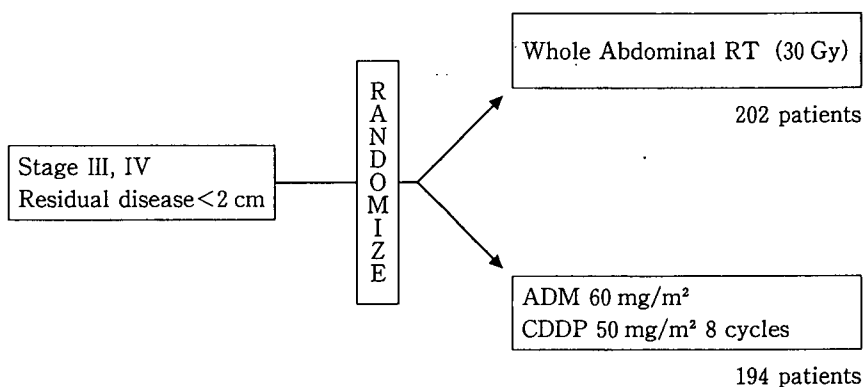 Whole Abdominal RT (30 Gy)
202 patients
Stage III, IV
Residual disease<2 cm
RANDOMIZE
ADM 60 mg/m²
CDDP 50 mg/m² 8 cycles
194 patients